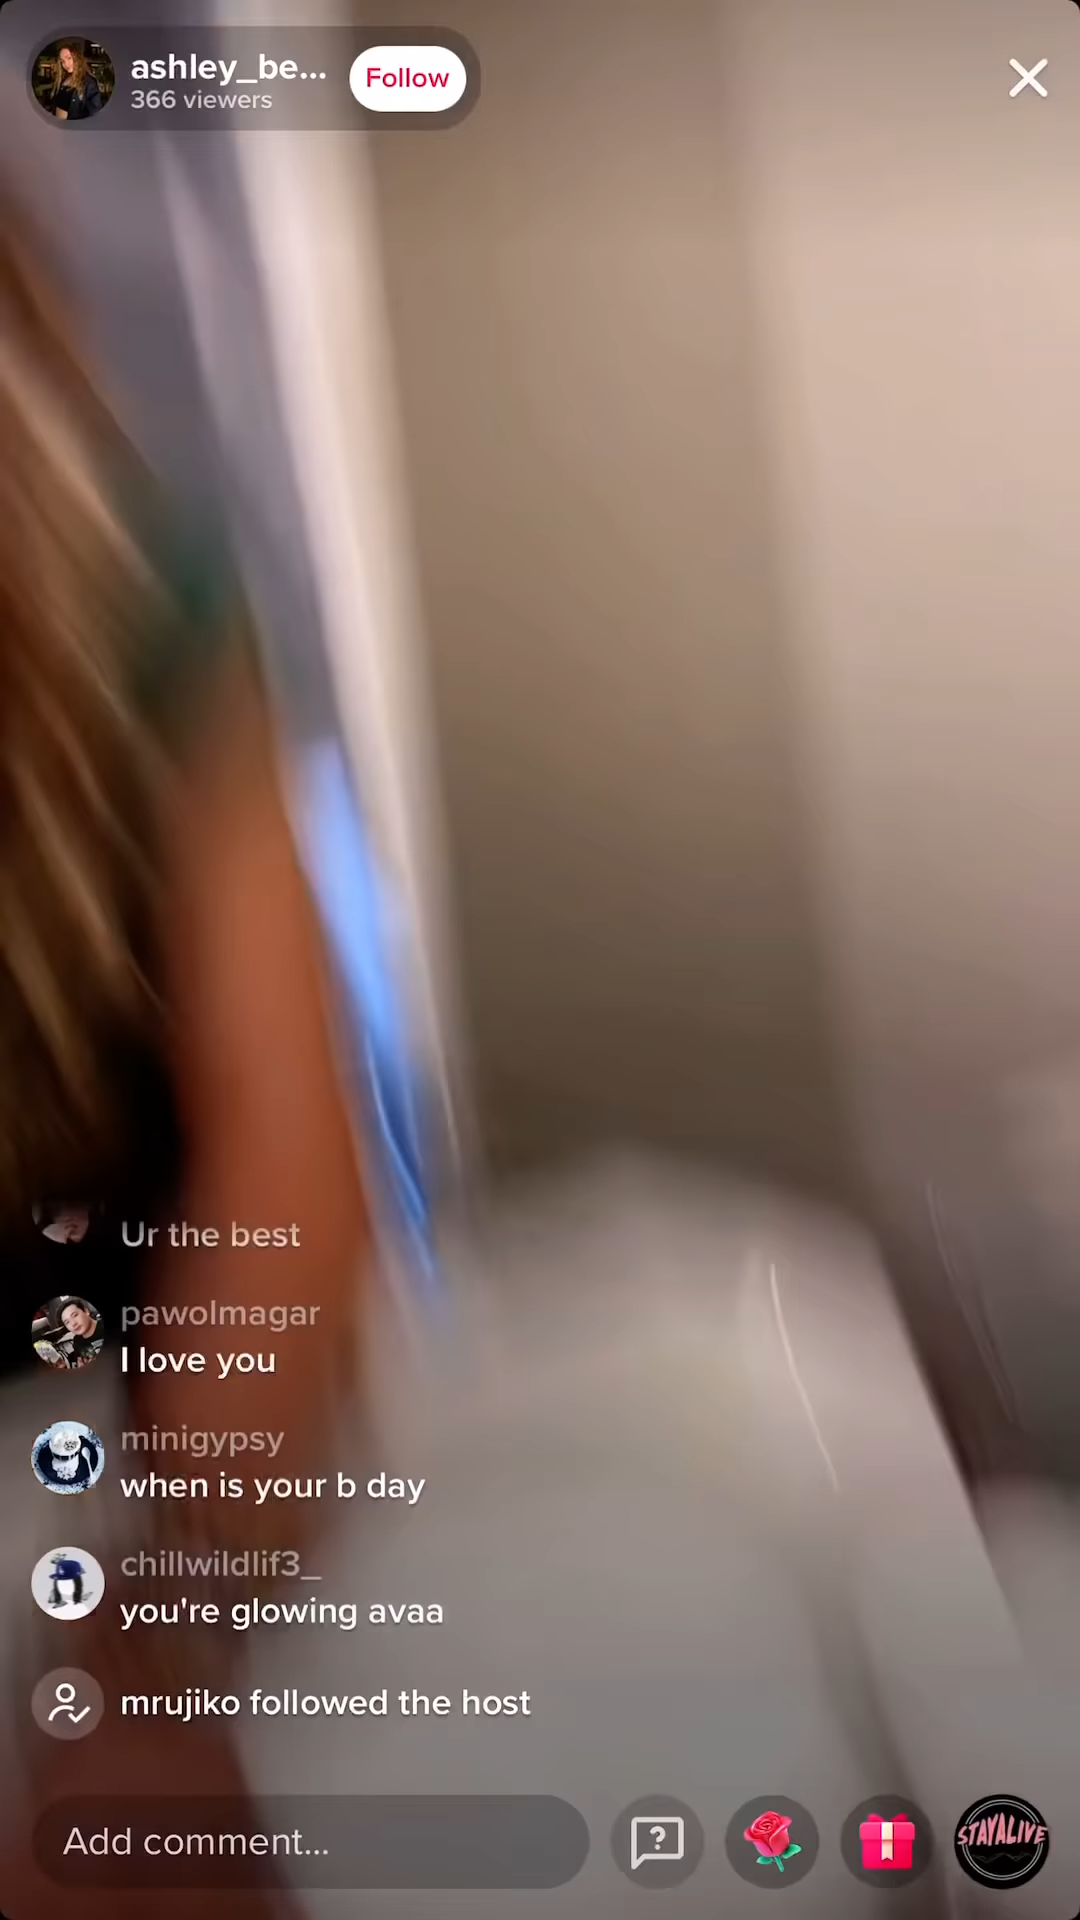 ashley_be...
366 viewers
Follow
Ur the best
pawolmagar
I love you
minigypsy
when is your b day
chillwildlif3_
you're glowing avaa
mrujiko followed the host
Add comment...
?
STAYALIVE